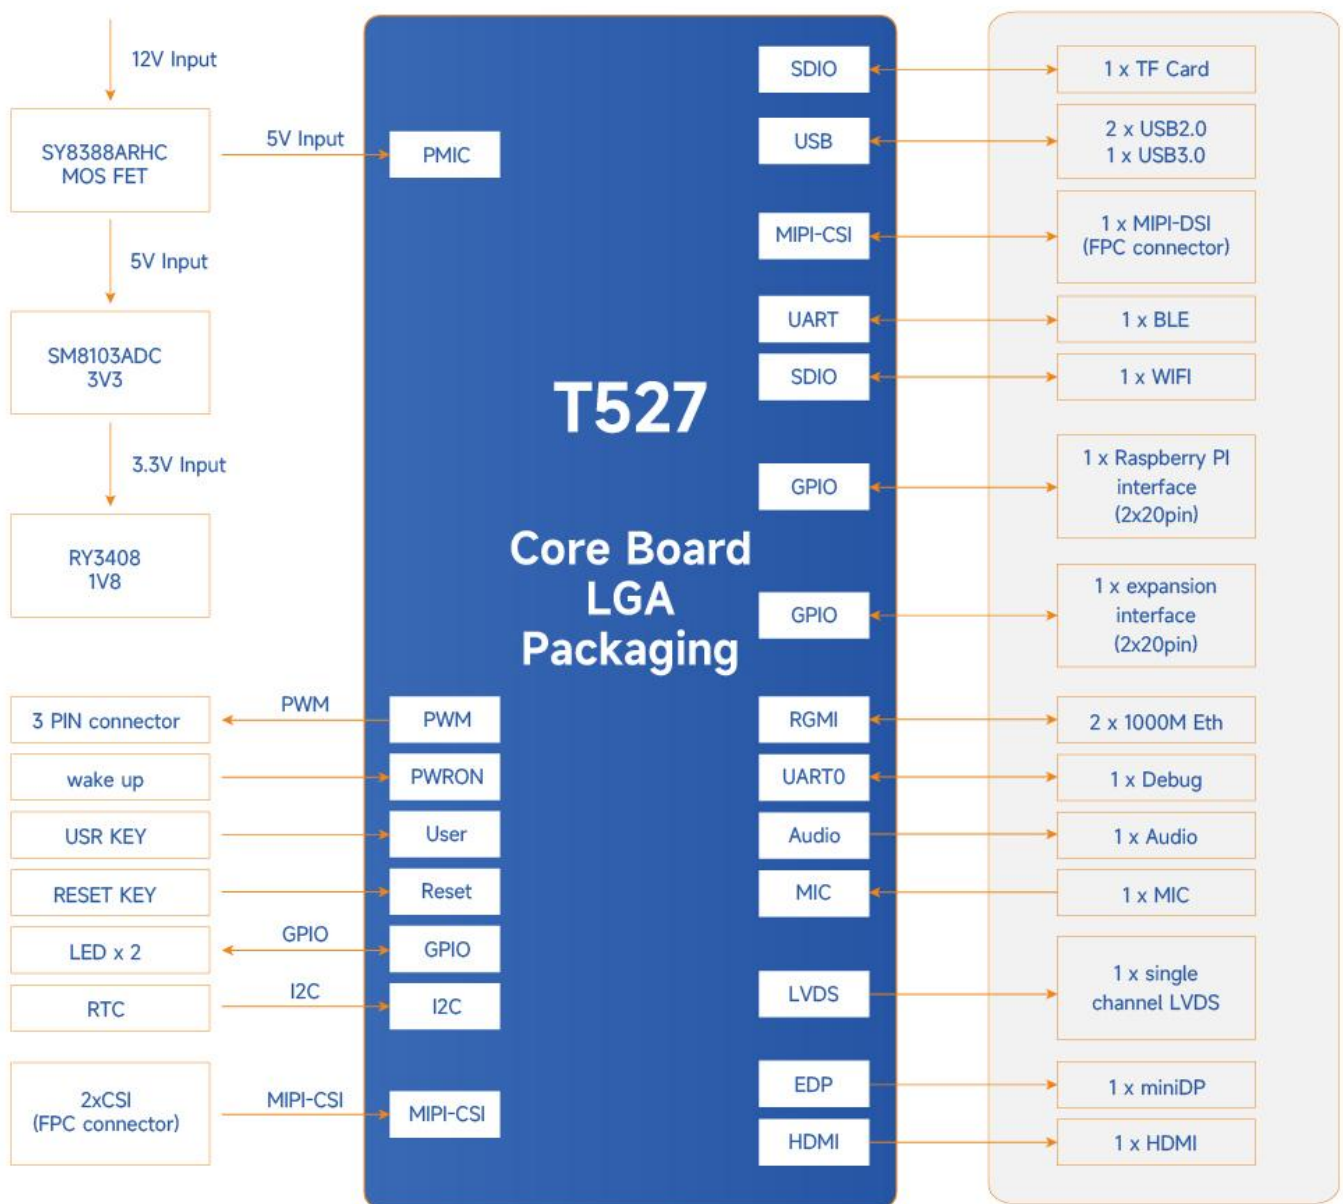 12V Input
SY8388ARHC
MOS FET
5V Input
PMIC
5V Input
SM8103ADC
3V3
3.3V Input
RY3408
1V8
3 PIN connector
PWM
PWM
wake up
PWRON
USR KEY
User
RESET KEY
Reset
LED x 2
GPIO
GPIO
RTC
I2C
I2C
2xCSI
(FPC connector)
MIPI-CSI
MIPI-CSI
T527
Core Board
LGA
Packaging
SDIO
1 x TF Card
USB
2 x USB2.0
1 x USB3.0
MIPI-CSI
1 x MIPI-DSI
(FPC connector)
UART
1 x BLE
SDIO
1 x WIFI
GPIO
1 x Raspberry PI
interface
(2x20pin)
GPIO
1 x expansion
interface
(2x20pin)
RGMI
2 x 1000M Eth
UART0
1 x Debug
Audio
1 x Audio
MIC
1 x MIC
LVDS
1 x single
channel LVDS
EDP
1 x miniDP
HDMI
1 x HDMI